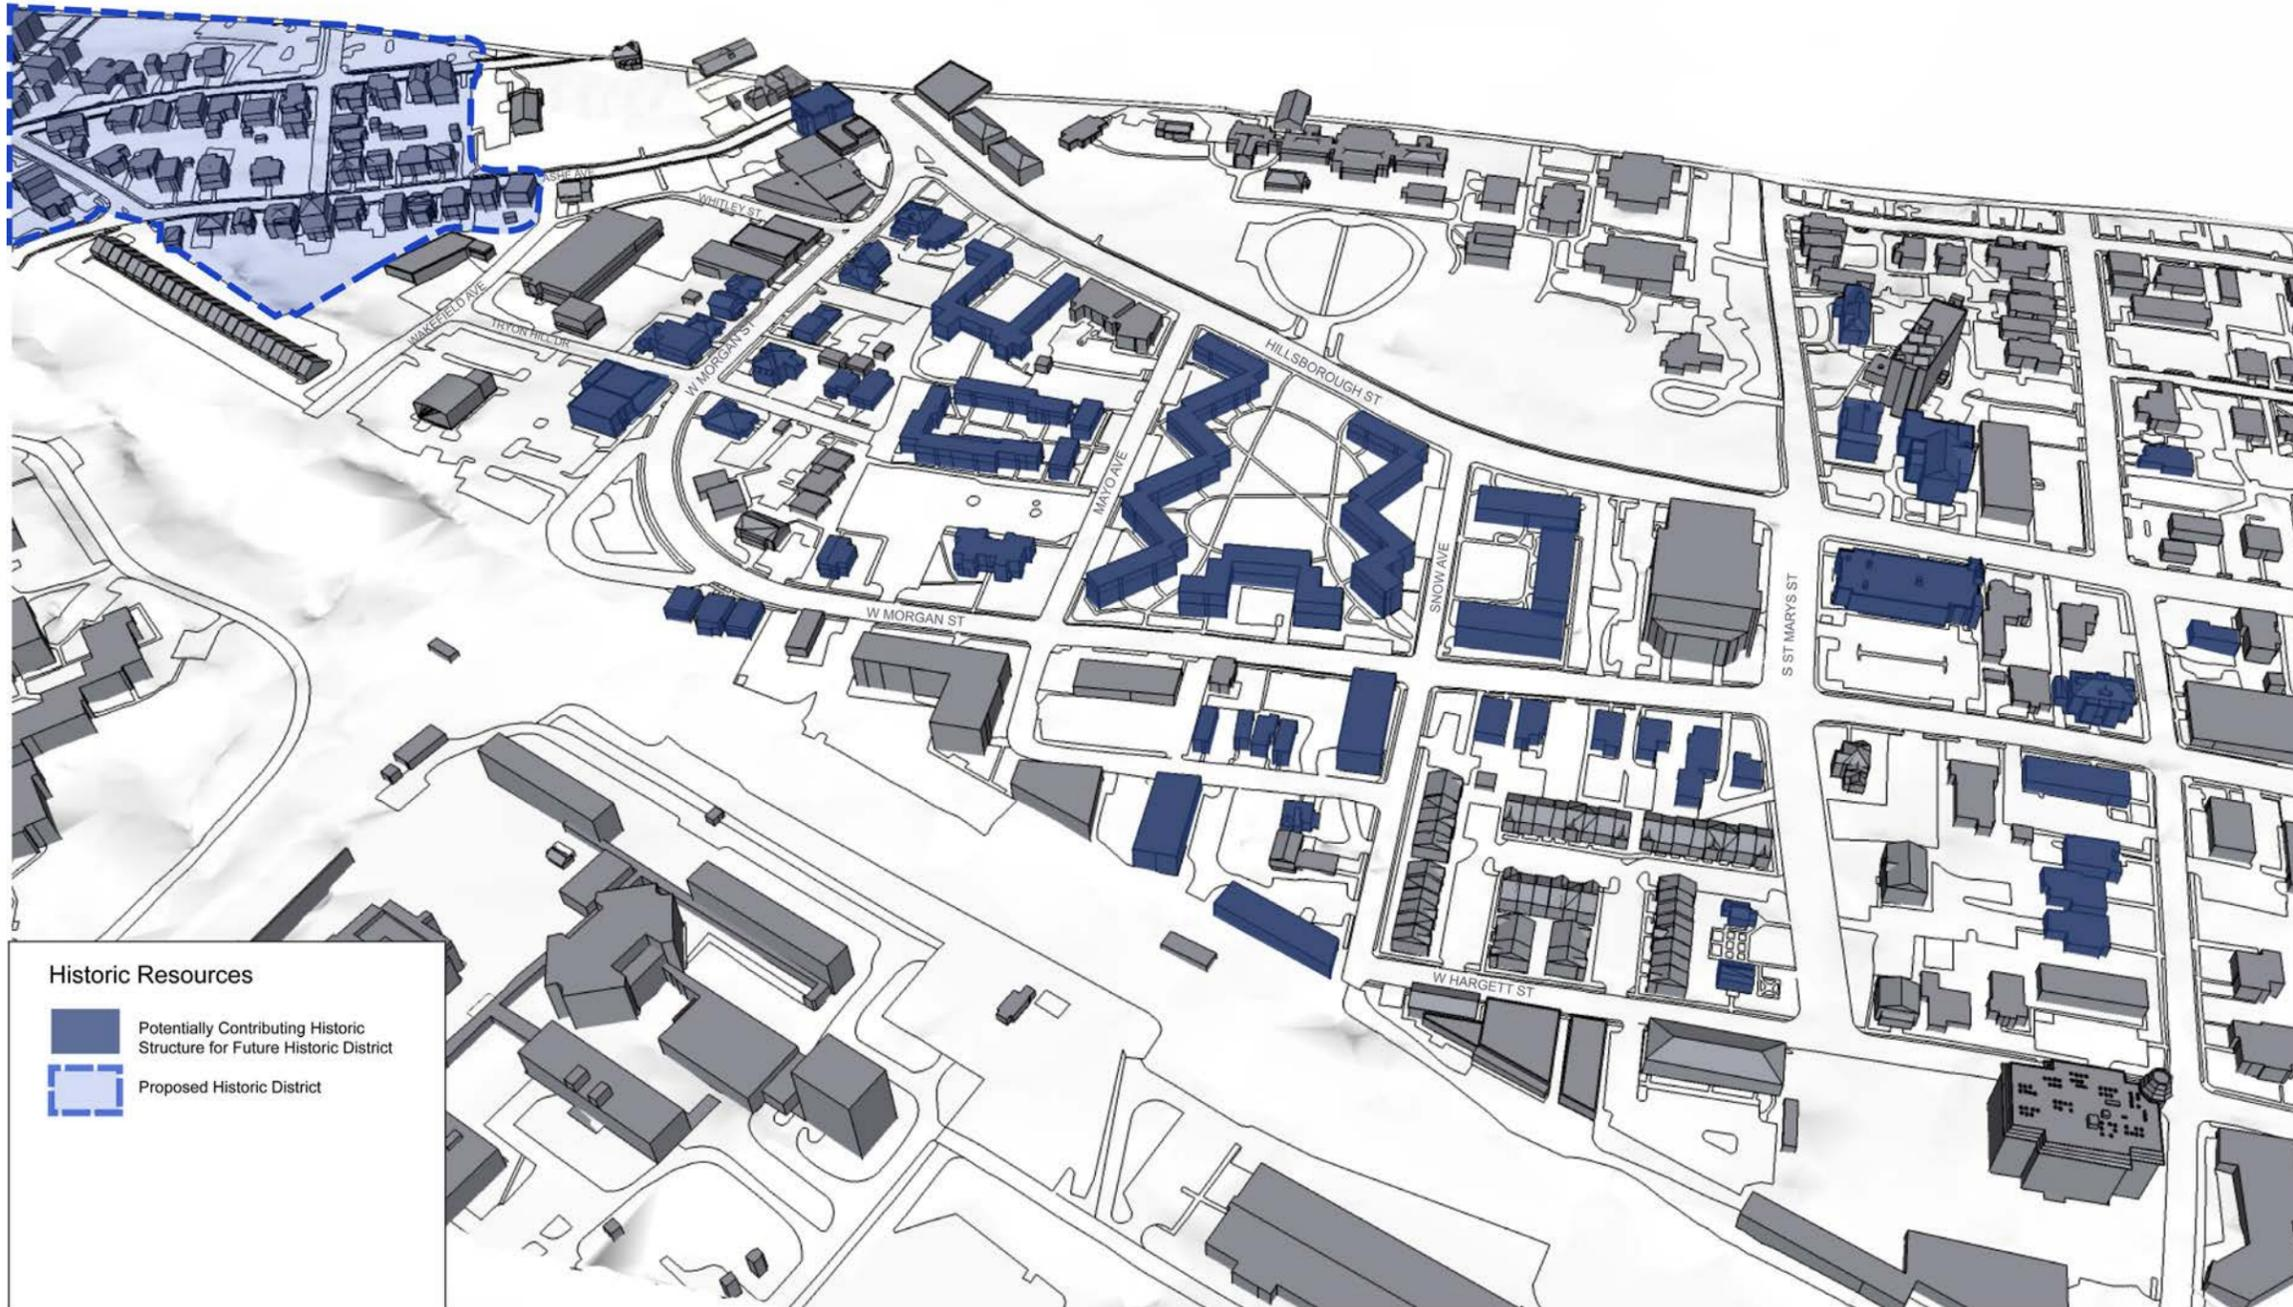 ASHE AVE
WHITLEY ST
WAKEFIELD AVE
TRYON HILL DR
W MORGAN ST
HILLSBOROUGH ST
MAYO AVE
SNOW AVE
W MORGAN ST
S ST MARYS ST
W HARGETT ST
Historic Resources
Potentially Contributing Historic
Structure for Future Historic District
Proposed Historic District